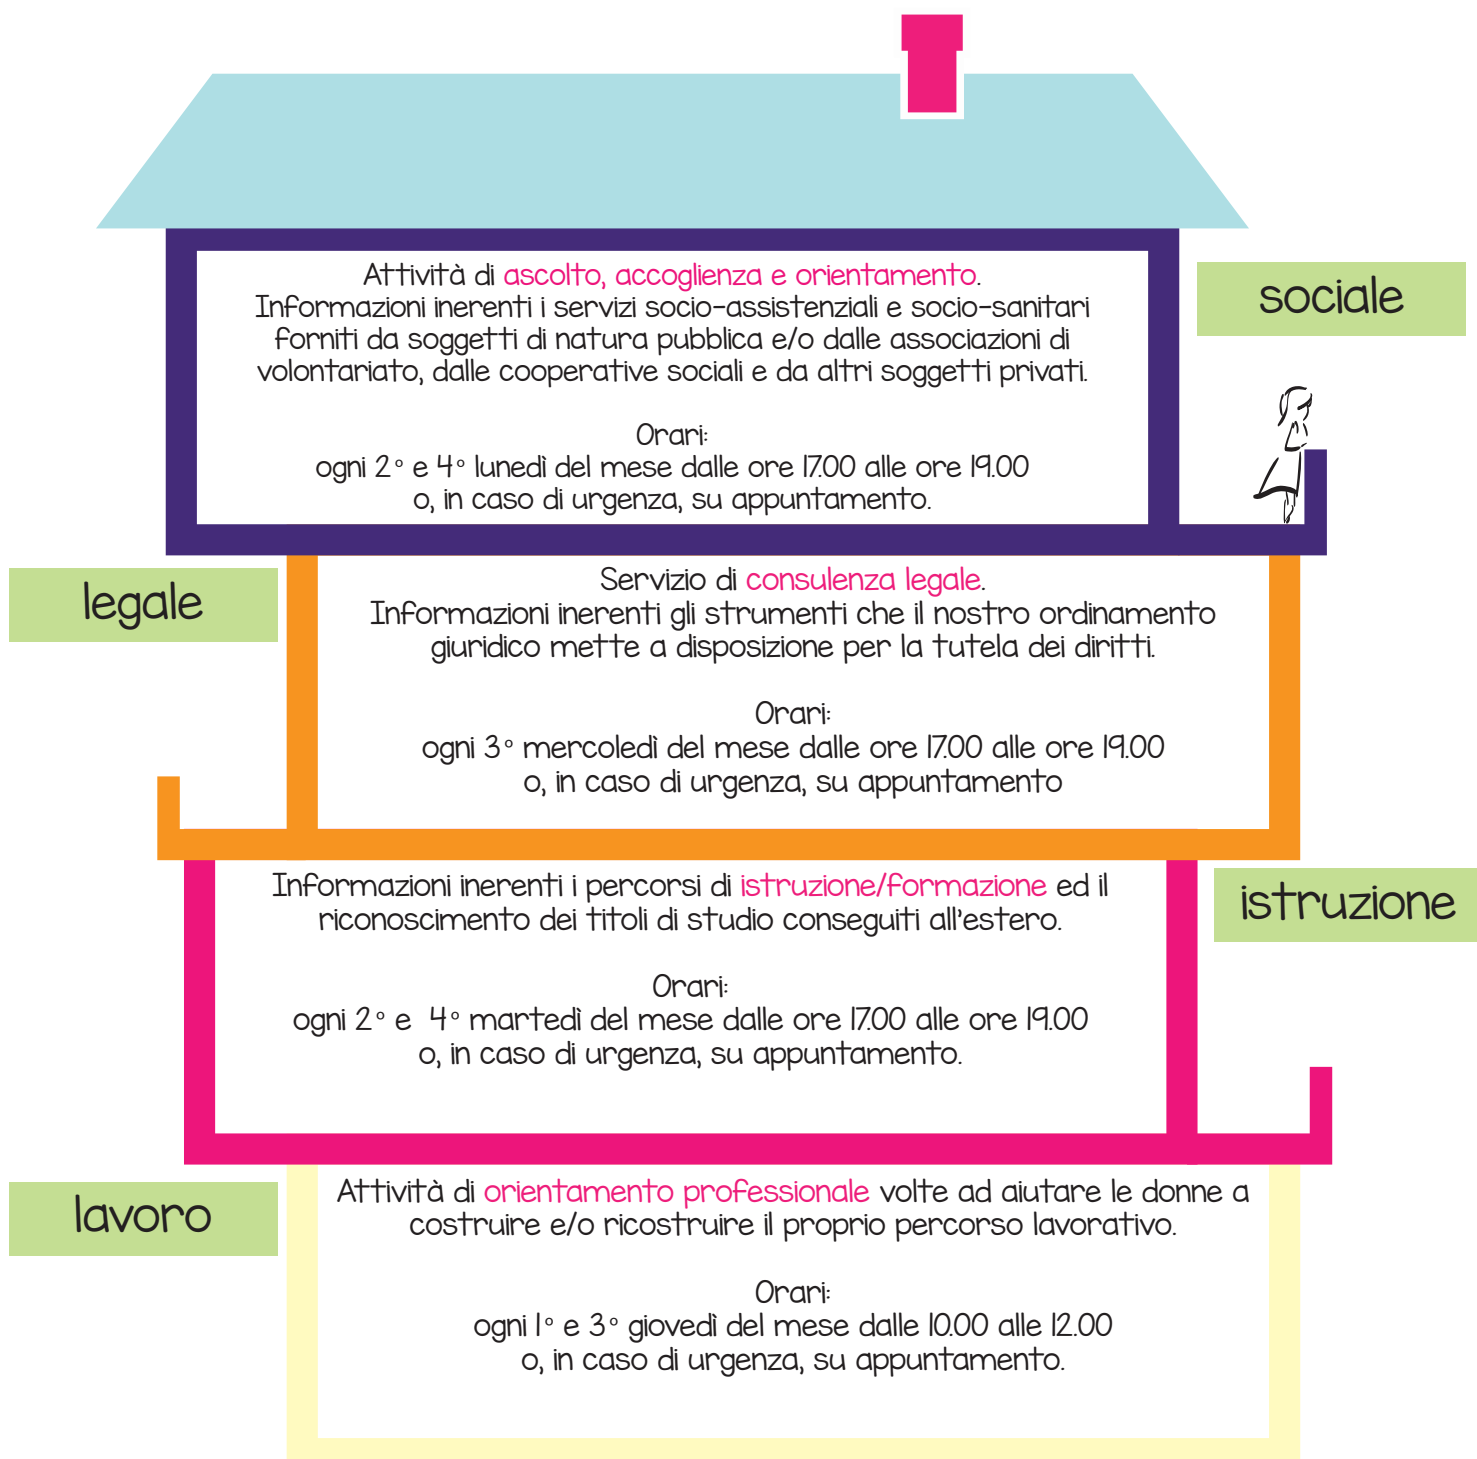 Attività di ascolto, accoglienza e orientamento.
Informazioni inerenti i servizi socio-assistenziali e socio-sanitari
forniti da soggetti di natura pubblica e/o dalle associazioni di
volontariato, dalle cooperative sociali e da altri soggetti privati.
Orari:
ogni 2° e 4° lunedì del mese dalle ore 17.00 alle ore 19.00
o, in caso di urgenza, su appuntamento.
sociale
legale
Servizio di consulenza legale.
Informazioni inerenti gli strumenti che il nostro ordinamento
giuridico mette a disposizione per la tutela dei diritti.
Orari:
ogni 3° mercoledì del mese dalle ore 17.00 alle ore 19.00
o, in caso di urgenza, su appuntamento
Informazioni inerenti i percorsi di istruzione/formazione ed il
riconoscimento dei titoli di studio conseguiti all'estero.
Orari:
ogni 2° e 4° martedì del mese dalle ore 17.00 alle ore 19.00
o, in caso di urgenza, su appuntamento.
istruzione
lavoro
Attività di orientamento professionale volte ad aiutare le donne a
costruire e/o ricostruire il proprio percorso lavorativo.
Orari:
ogni 1° e 3° giovedì del mese dalle 10.00 alle 12.00
o, in caso di urgenza, su appuntamento.